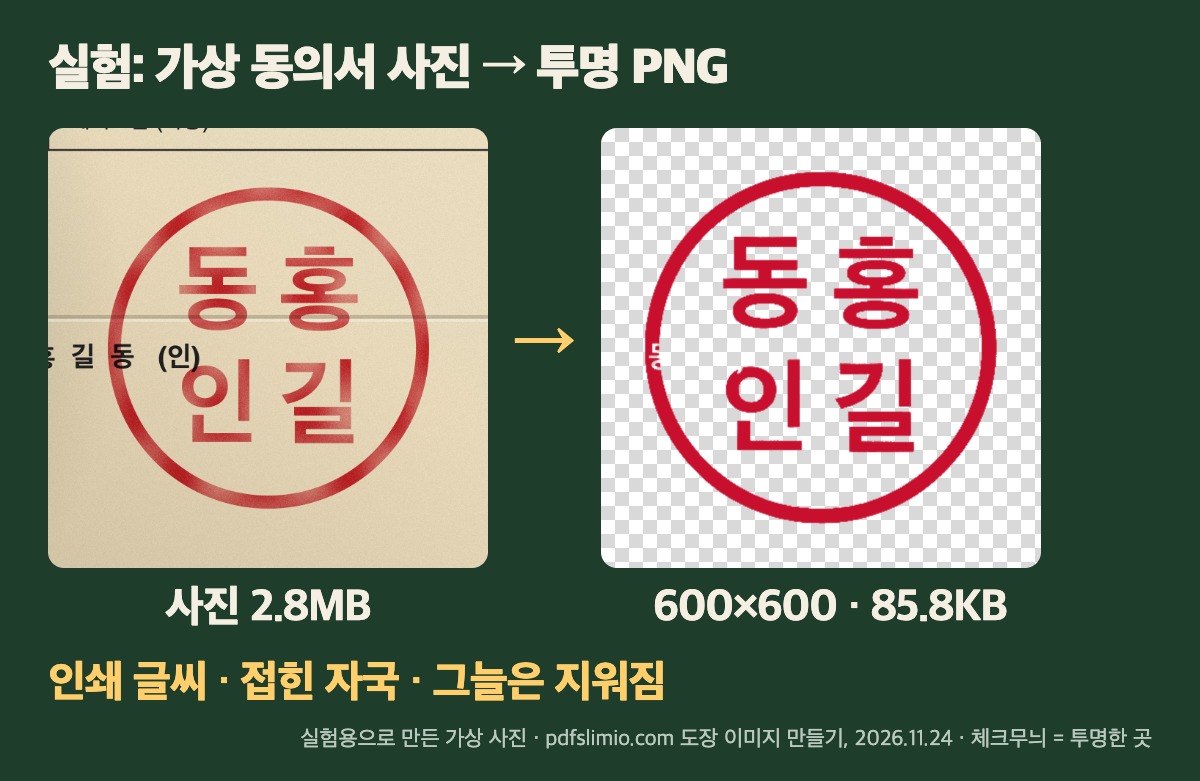 실험: 가상 동의서 사진 → 투명 PNG
동 홍
인 길
길 동 (인)
동 홍
인 길
→
사진 2.8MB
600×600 · 85.8KB
인쇄 글씨 · 접힌 자국 · 그늘은 지워짐
실험용으로 만든 가상 사진 · pdfslimio.com 도장 이미지 만들기, 2026.11.24 · 체크무늬 = 투명한 곳